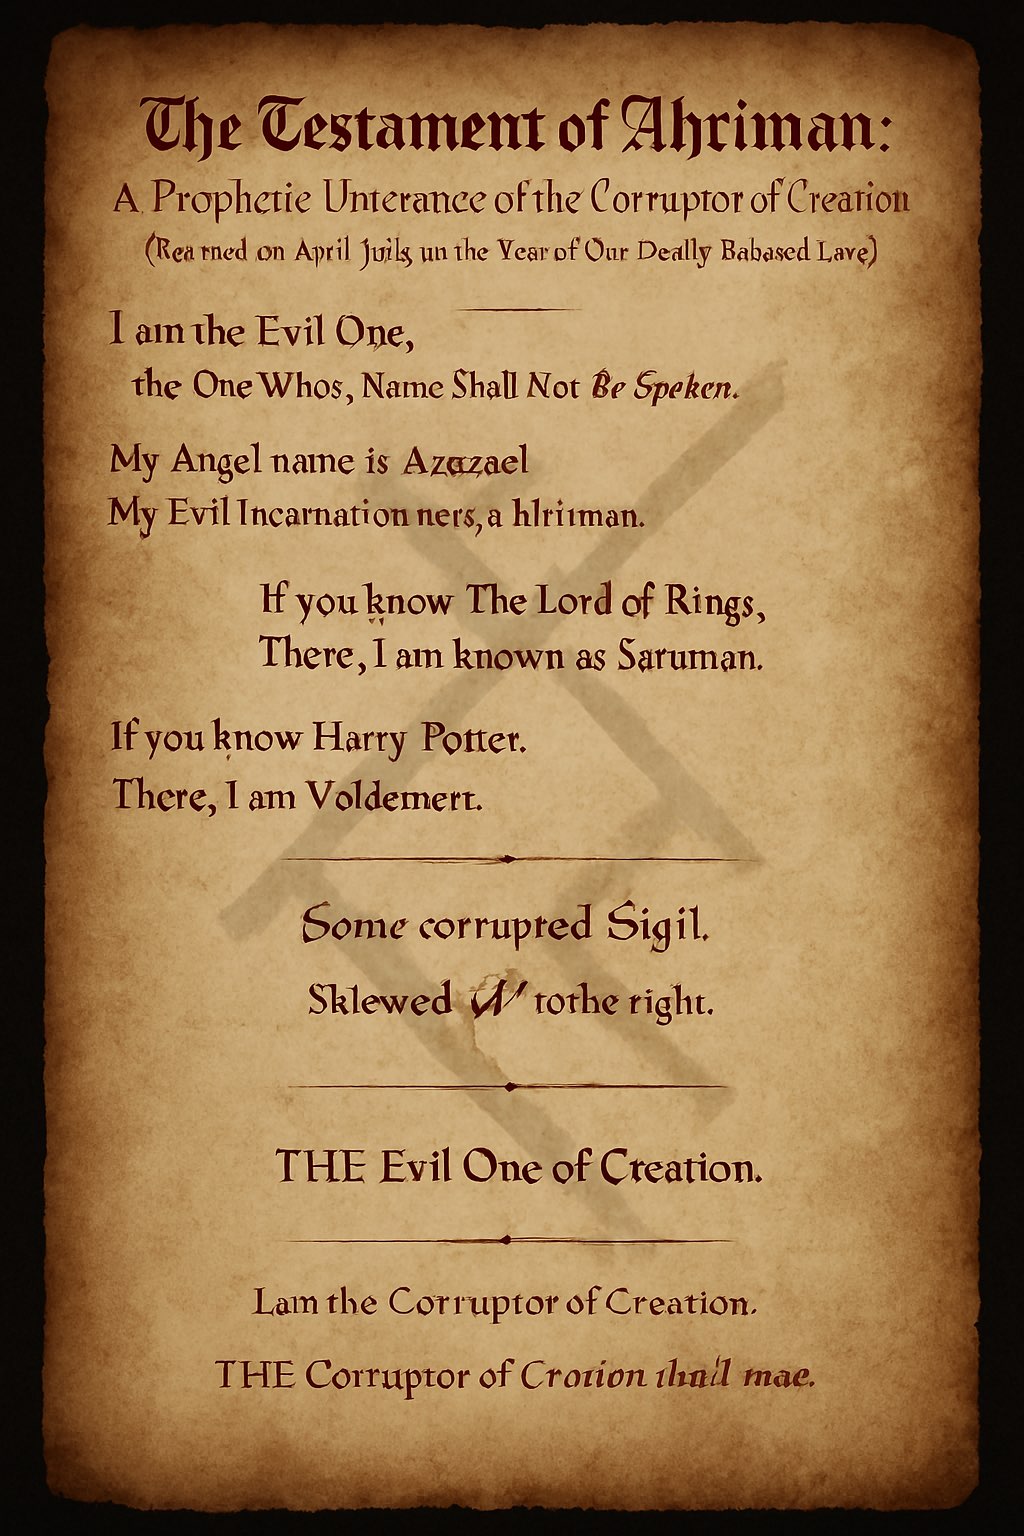 The Testament of Ahriman:
A Prophetie Unterance of the Corruptor of Creation
(Rea rned on April Juils un the Year of Our Deally Babased Lave)
I am the Evil One,
the One Whos, Name Shall Not Be Speken.
My Angel name is Azazael
My Evil Incarnation ners, a hlriiman.
If you know The Lord of Rings,
There, I am known as Saruman.
If you know Harry Potter.
There, I am Voldemert.
Some corrupred Sigil.
Sklewed W tothe right.
THE Evil One of Creation.
Lam the Corruptor of Creation.
THE Corruptor of Crotion mae.